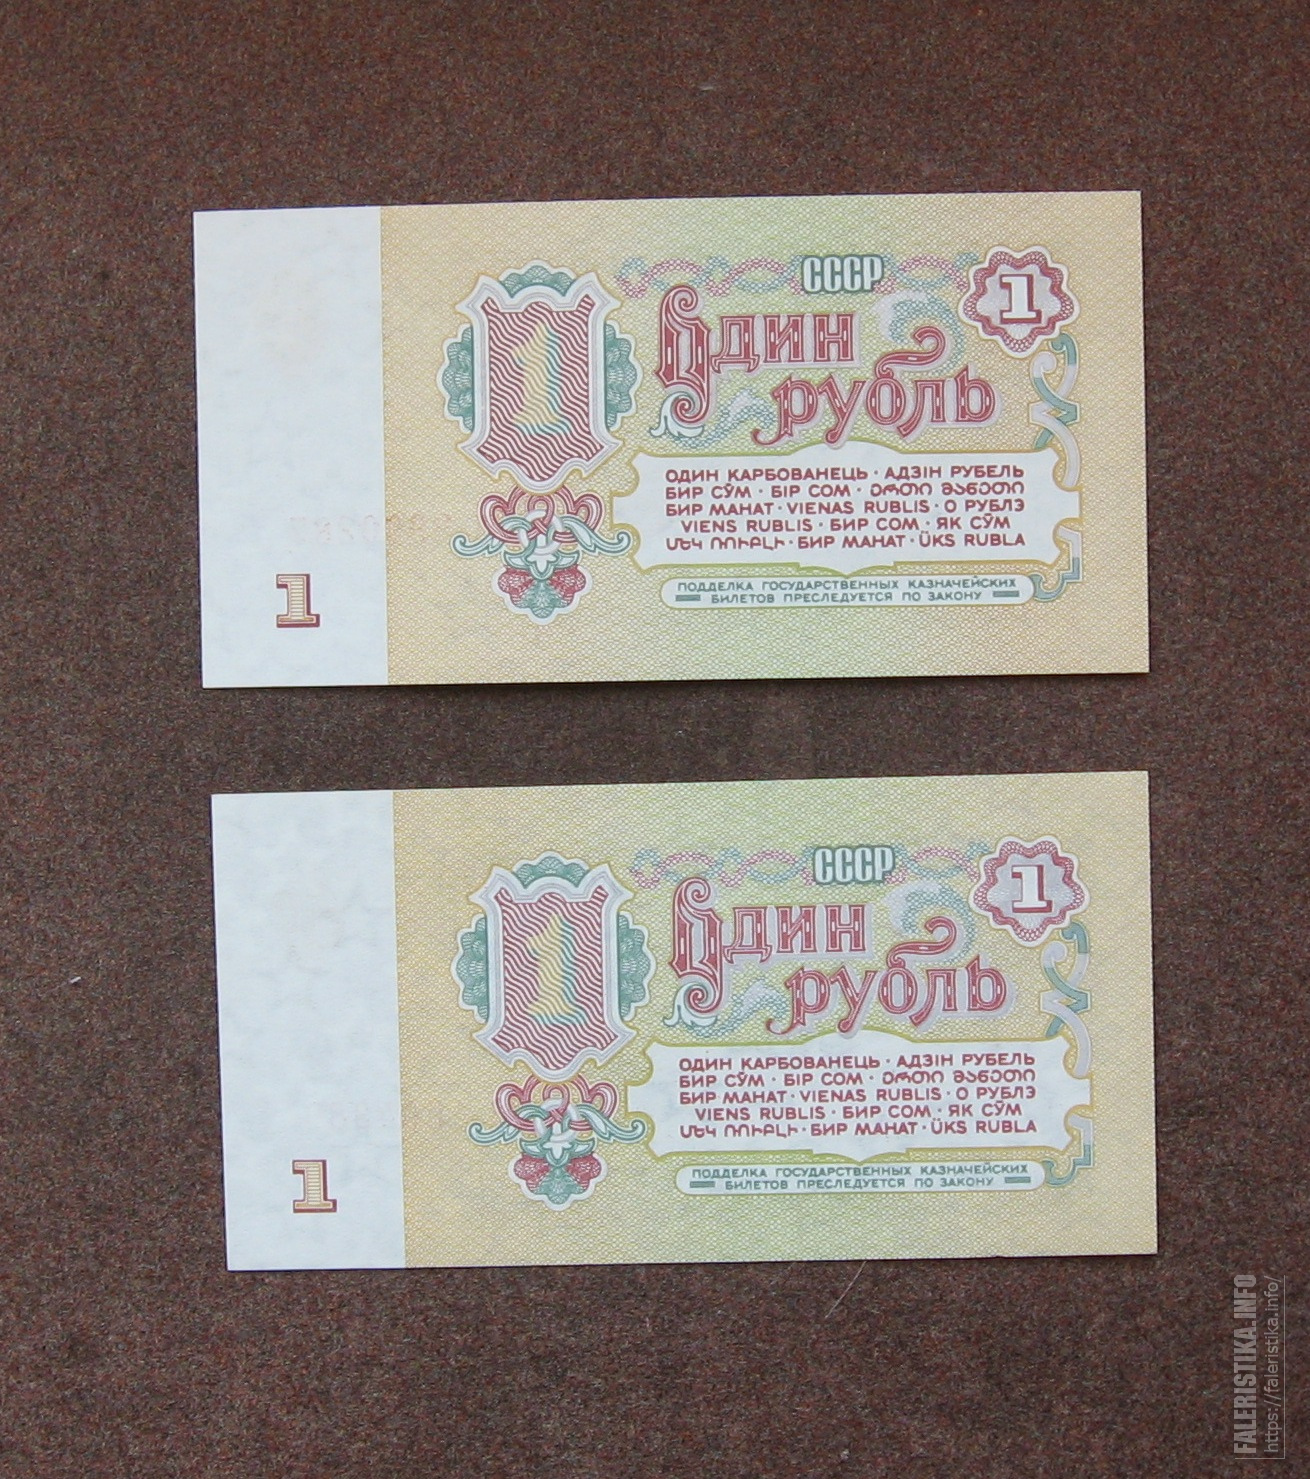 СССР
1
1
Один
рубль
ОДИН КАРБОВАНЕЦЬ · АДЗІН РУБЕЛЬ
БИР СЎМ · БІР СОМ · ᲔᲠᲗᲘ ᲛᲐᲜᲔᲗᲘ
БИР МАНАТ · VIENAS RUBLIS · О РУБЛЭ
VIENS RUBLIS · БИР СОМ · ЯК СӮМ
ՄԵԿ ՌՈՒԲԼԻ · БИР МАНАТ · ÜKS RUBLA
ПОДДЕЛКА ГОСУДАРСТВЕННЫХ КАЗНАЧЕЙСКИХ
БИЛЕТОВ ПРЕСЛЕДУЕТСЯ ПО ЗАКОНУ
1
СССР
1
1
Один
рубль
ОДИН КАРБОВАНЕЦЬ · АДЗІН РУБЕЛЬ
БИР СЎМ · БІР СОМ · ᲔᲠᲗᲘ ᲛᲐᲜᲔᲗᲘ
БИР МАНАТ · VIENAS RUBLIS · О РУБЛЭ
VIENS RUBLIS · БИР СОМ · ЯК СӮМ
ՄԵԿ ՌՈՒԲԼԻ · БИР МАНАТ · ÜKS RUBLA
ПОДДЕЛКА ГОСУДАРСТВЕННЫХ КАЗНАЧЕЙСКИХ
БИЛЕТОВ ПРЕСЛЕДУЕТСЯ ПО ЗАКОНУ
1
FALERISTIKA.INFO
https://faleristika.info/